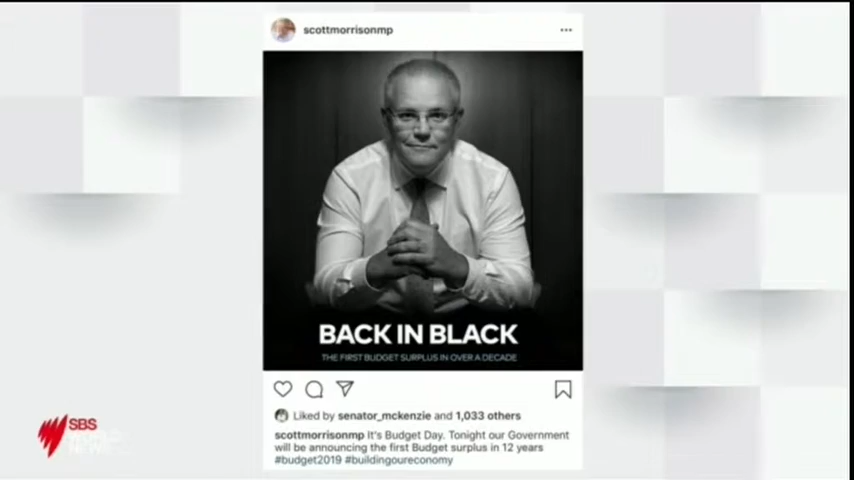 scottmorrisonmp
BACK IN BLACK
THE FIRST BUDGET SURPLUS IN OVER A DECADE
Liked by senator_mckenzie and 1,033 others
scottmorrisonmp It's Budget Day. Tonight our Government
will be announcing the first Budget surplus in 12 years
#budget2019 #buildingoureconomy
SBS
WORLD
NEWS